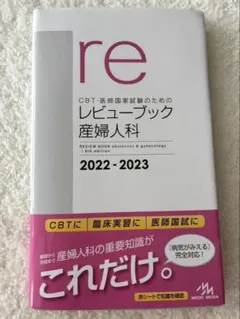 re
CBT・医師国家試験のための
レビューブック
産婦人科
REVIEW BOOK obstetrics & gynecology
2022-2023
CBTに 臨床実習に 医師国試に
産婦人科の重要知識が
これだけ。
『病気がみえる』
完全対応!
MEDIC MEDIA
赤シートで知識を確認